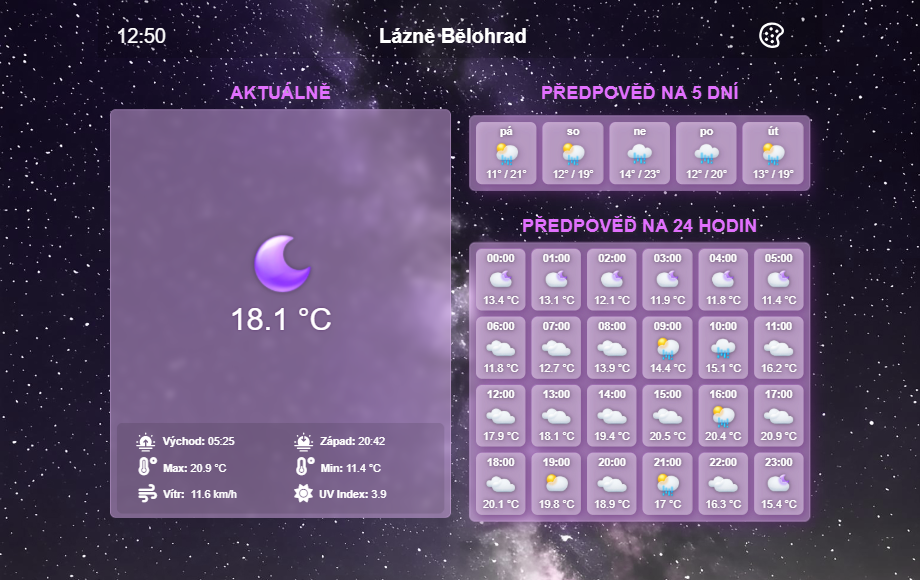 12:50 Lázně Bělohrad
AKTUÁLNĚ
18.1 °C
Východ: 05:25 Západ: 20:42
Max: 20.9 °C Min: 11.4 °C
Vítr: 11.6 km/h UV Index: 3.9
PŘEDPOVĚĎ NA 5 DNÍ
pá so ne po út
11° / 21° 12° / 19° 14° / 23° 12° / 20° 13° / 19°
PŘEDPOVĚĎ NA 24 HODIN
00:00 01:00 02:00 03:00 04:00 05:00
13.4 °C 13.1 °C 12.1 °C 11.9 °C 11.8 °C 11.4 °C
06:00 07:00 08:00 09:00 10:00 11:00
11.8 °C 12.7 °C 13.9 °C 14.4 °C 15.1 °C 16.2 °C
12:00 13:00 14:00 15:00 16:00 17:00
17.9 °C 18.1 °C 19.4 °C 20.5 °C 20.4 °C 20.9 °C
18:00 19:00 20:00 21:00 22:00 23:00
20.1 °C 19.8 °C 18.9 °C 17 °C 16.3 °C 15.4 °C